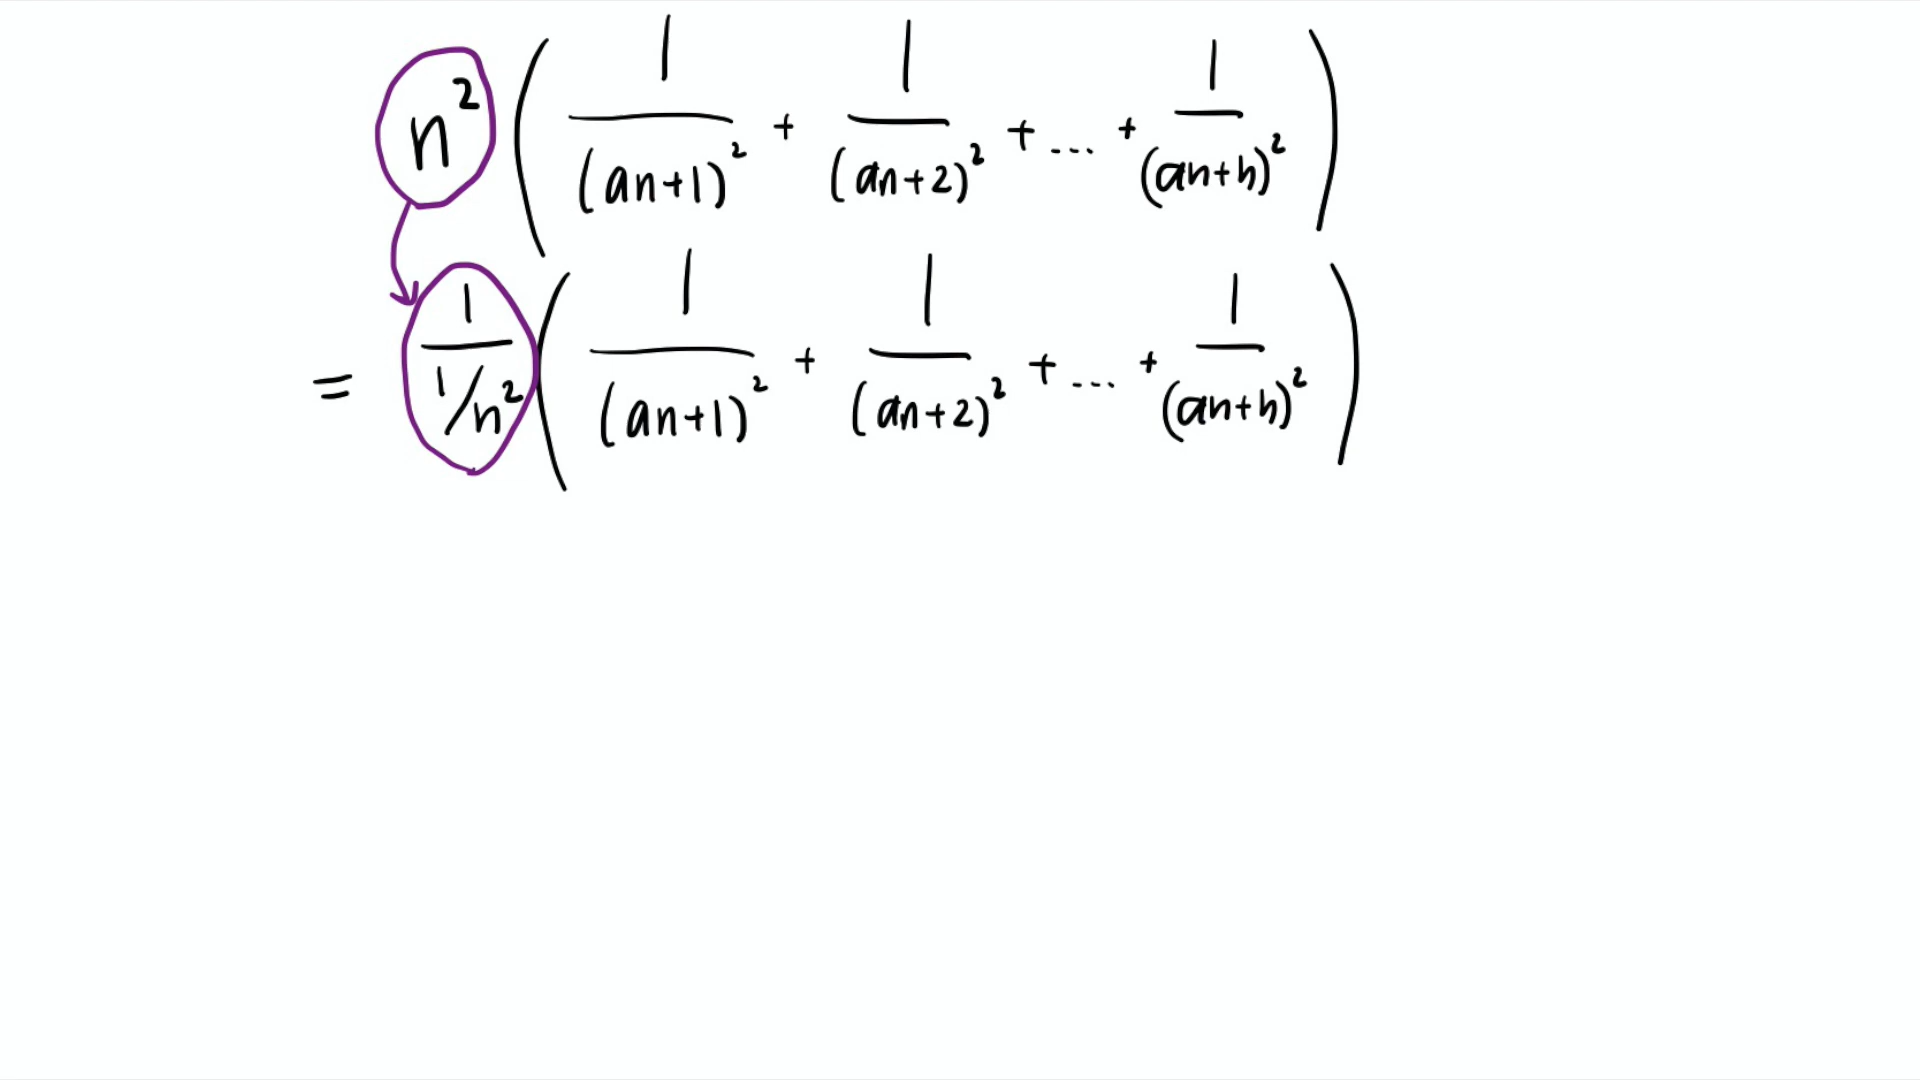 n² ( 1/(an+1)² + 1/(an+2)² + ... + 1/(an+n)² )
= 1/(1/n²) ( 1/(an+1)² + 1/(an+2)² + ... + 1/(an+n)² )